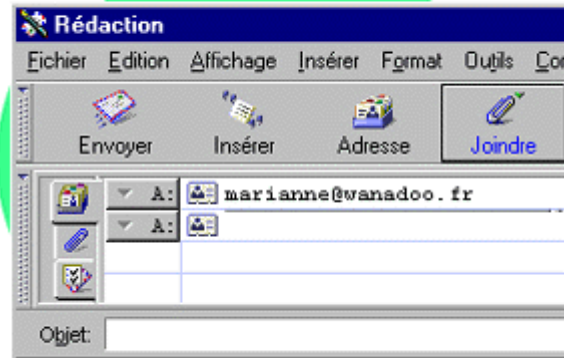 Rédaction
Fichier Edition Affichage Insérer Format Outils
Envoyer Insérer Adresse Joindre
A: marianne@wanadoo.fr
A:
Objet: